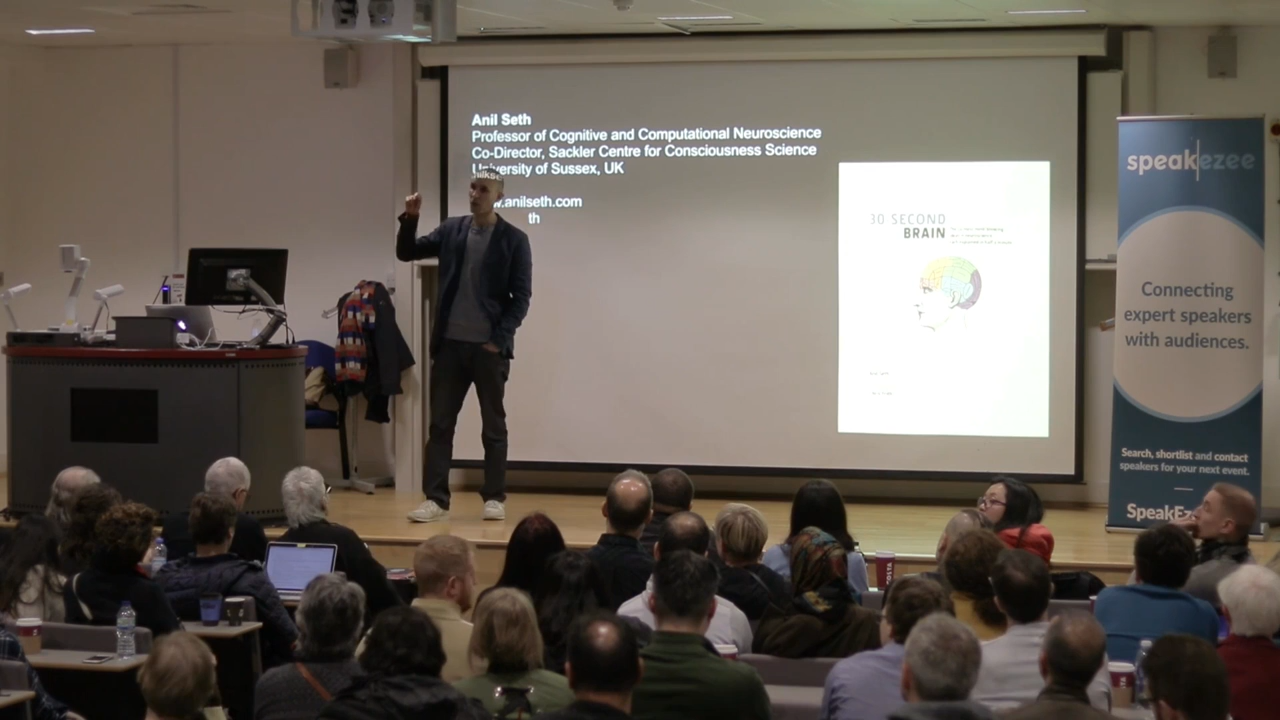 Anil Seth
Professor of Cognitive and Computational Neuroscience
Co-Director, Sackler Centre for Consciousness Science
University of Sussex, UK
.anilseth.com
th
30 SECOND
BRAIN
speakezee
Connecting
expert speakers
with audiences.
Search, shortlist and contact
speakers for your next event.
COSTA